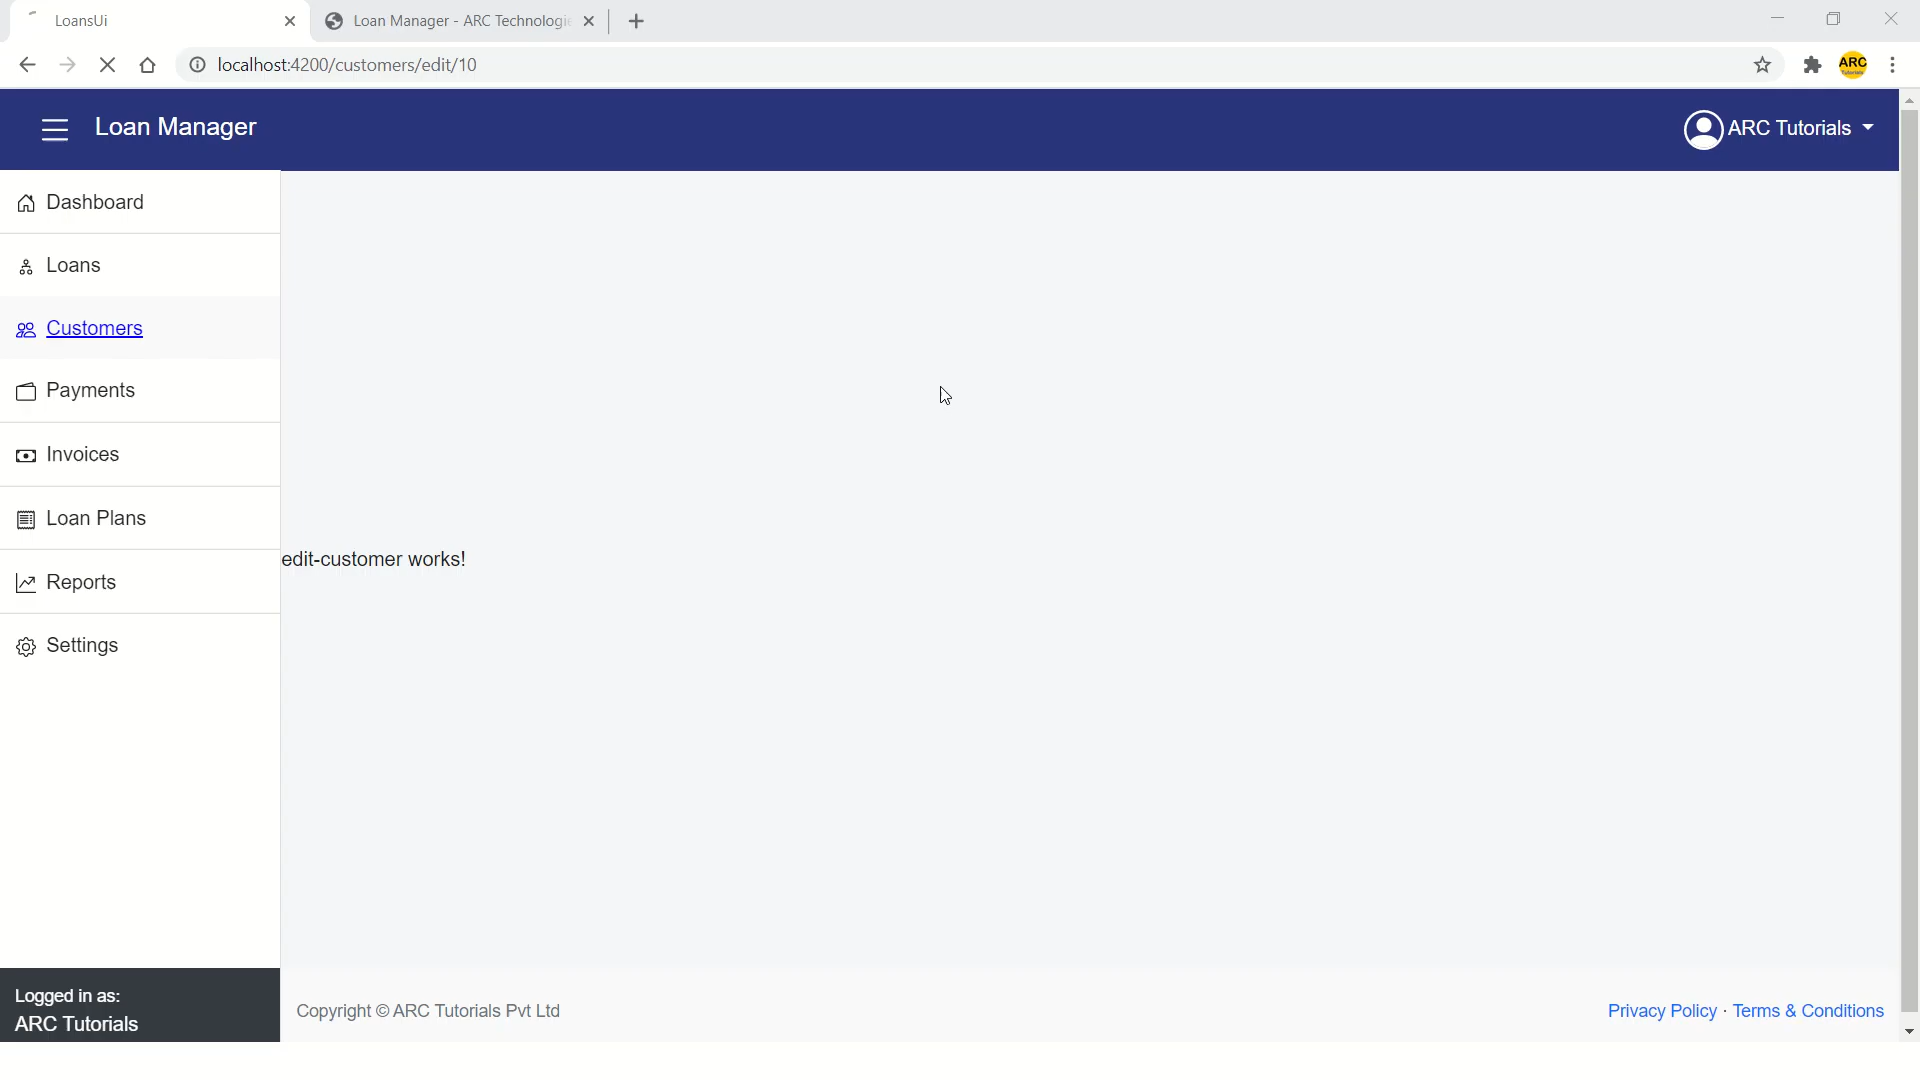 LoansUi
Loan Manager - ARC Technologi
localhost:4200/customers/edit/10
ARC
Tutorials
Loan Manager
ARC Tutorials
Dashboard
Loans
Customers
Payments
Invoices
Loan Plans
edit-customer works!
Reports
Settings
Logged in as:
ARC Tutorials
Copyright © ARC Tutorials Pvt Ltd
Privacy Policy · Terms & Conditions